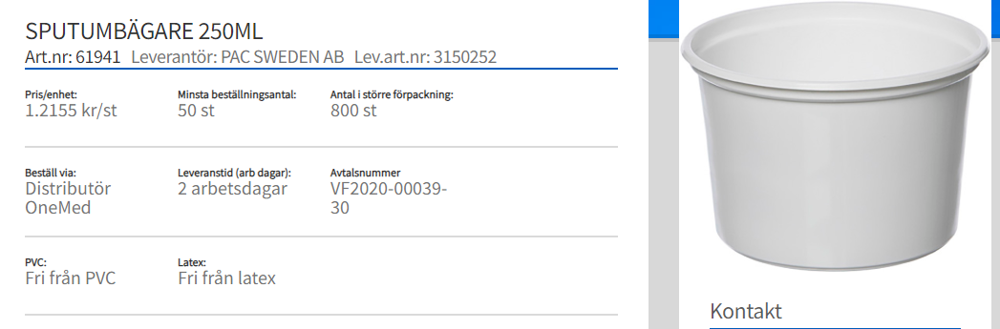 SPUTUMBÄGARE 250ML
Art.nr: 61941 Leverantör: PAC SWEDEN AB Lev.art.nr: 3150252
Pris/enhet: Minsta beställningsantal: Antal i större förpackning:
1.2155 kr/st 50 st 800 st
Beställ via: Leveranstid (arb dagar): Avtalsnummer
Distributör 2 arbetsdagar VF2020-00039-
OneMed 30
PVC: Latex:
Fri från PVC Fri från latex
Kontakt